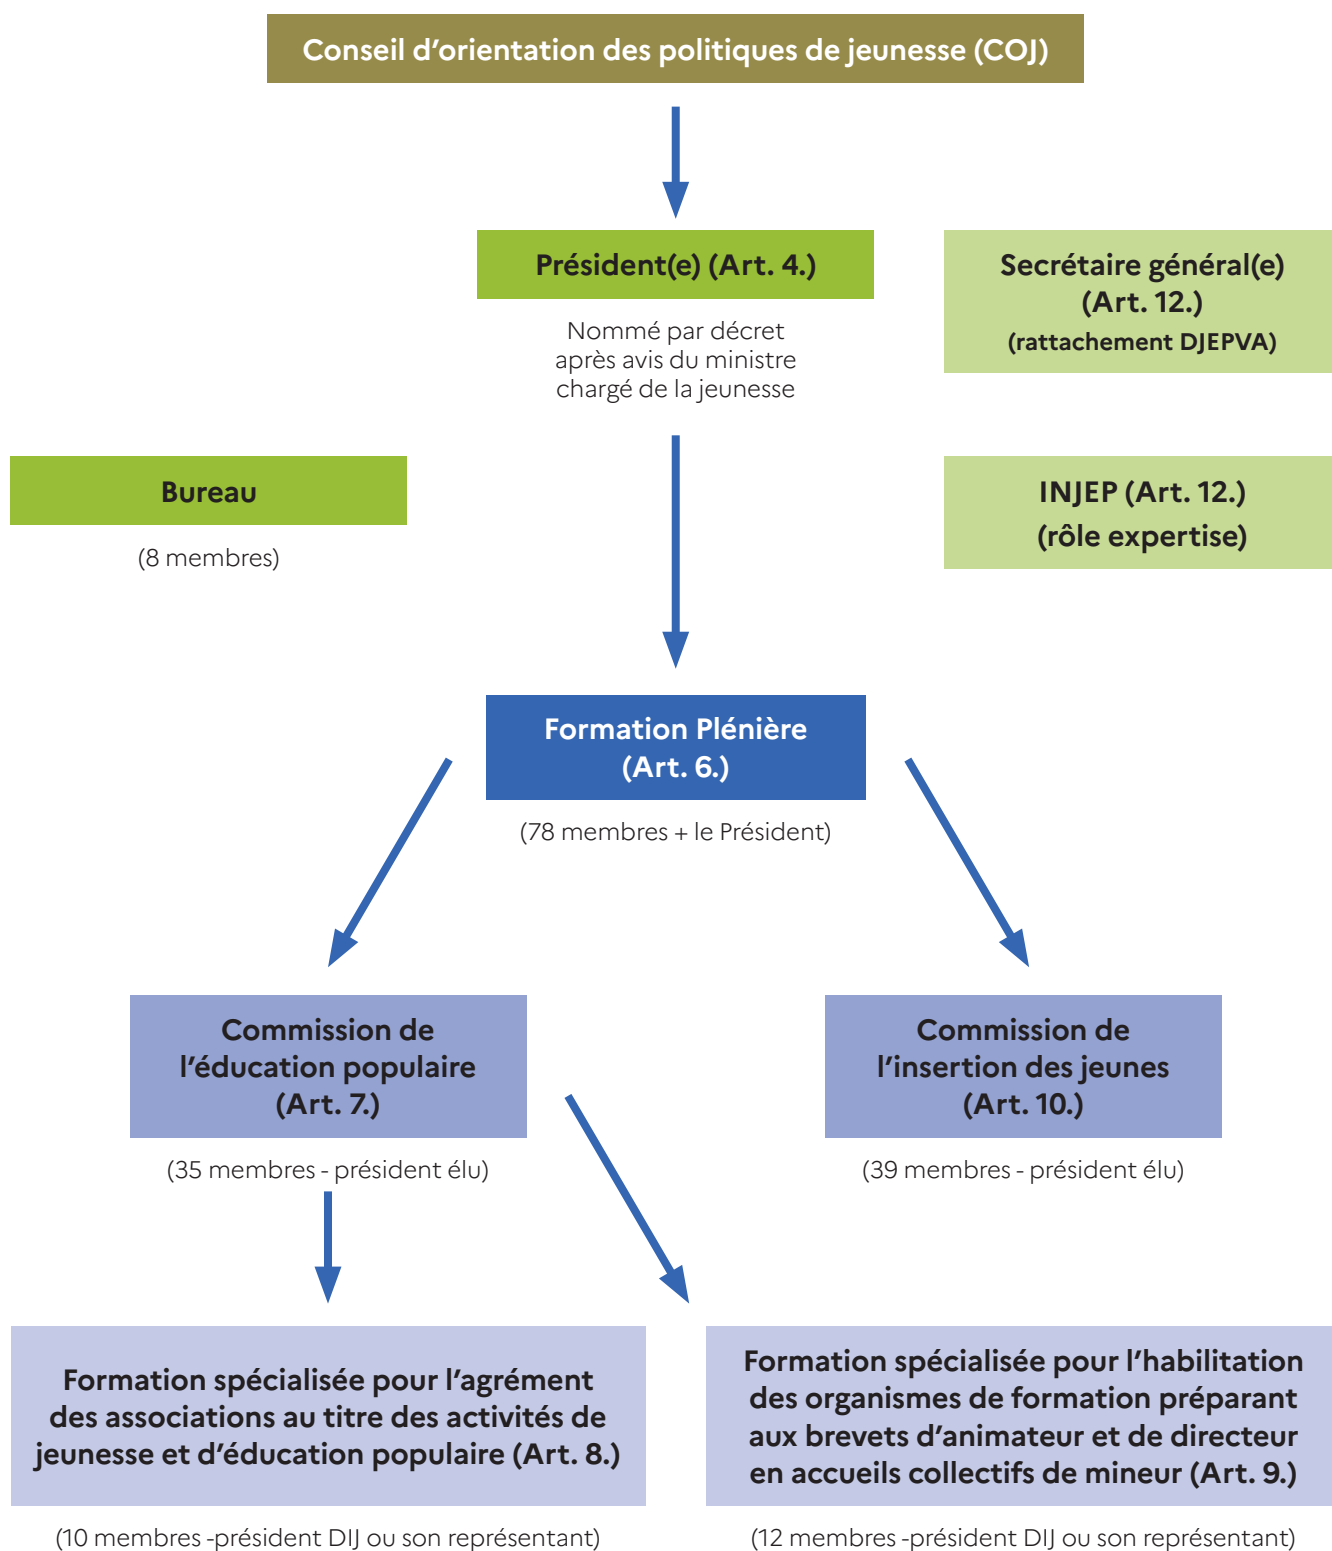 Conseil d’orientation des politiques de jeunesse (COJ)
Président(e) (Art. 4.)
Nommé par décret
après avis du ministre
chargé de la jeunesse
Secrétaire général(e)
(Art. 12.)
(rattachement DJEPVA)
Bureau
(8 membres)
INJEP (Art. 12.)
(rôle expertise)
Formation Plénière
(Art. 6.)
(78 membres + le Président)
Commission de
l’éducation populaire
(Art. 7.)
(35 membres - président élu)
Commission de
l’insertion des jeunes
(Art. 10.)
(39 membres - président élu)
Formation spécialisée pour l’agrément
des associations au titre des activités de
jeunesse et d’éducation populaire (Art. 8.)
(10 membres -président DIJ ou son représentant)
Formation spécialisée pour l’habilitation
des organismes de formation préparant
aux brevets d’animateur et de directeur
en accueils collectifs de mineur (Art. 9.)
(12 membres -président DIJ ou son représentant)